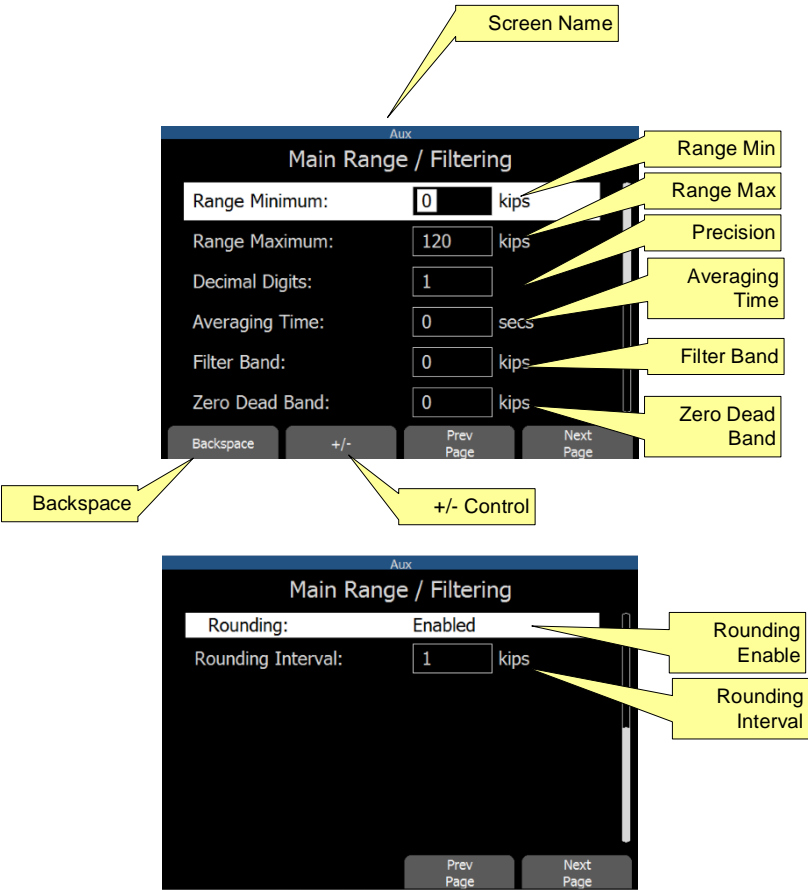 Screen Name
Aux
Main Range / Filtering
Range Min
Range Minimum: 0 kips
Range Max
Range Maximum: 120 kips
Precision
Decimal Digits: 1
Averaging
Time
Averaging Time: 0 secs
Filter Band
Filter Band: 0 kips
Zero Dead
Band
Zero Dead Band: 0 kips
Backspace +/- Prev
Page Next
Page
Backspace
+/- Control
Aux
Main Range / Filtering
Rounding: Enabled
Rounding
Enable
Rounding Interval: 1 kips
Rounding
Interval
Prev
Page Next
Page